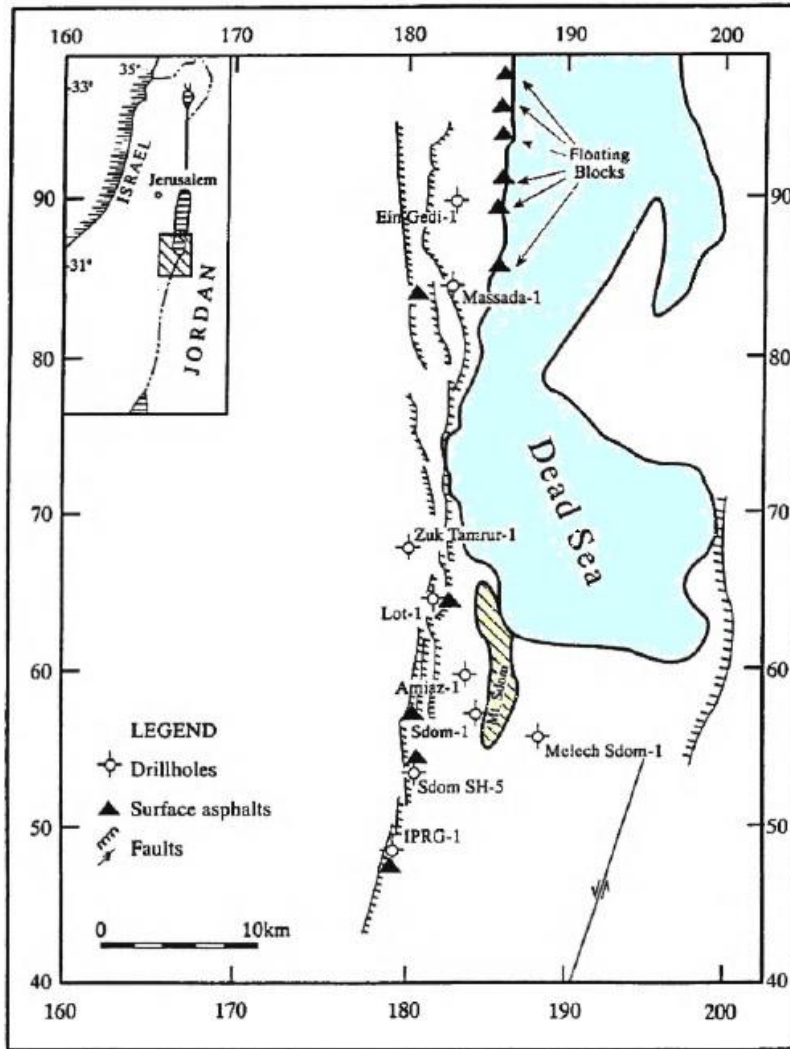 160
170
180
190
200
-33°
35°
ISRAEL
Jerusalem
-31°
JORDAN
90
80
70
60
50
40
90
80
70
60
50
40
Floating
Blocks
Ein Gedi-1
Massada-1
Dead Sea
Zuk Tamrur-1
Lot-1
Amiaz-1
Mt. Sdom
Sdom-1
Melech Sdom-1
Sdom SH-5
IPRG-1
LEGEND
Drillholes
Surface asphalts
Faults
0 10km
160
170
180
190
200